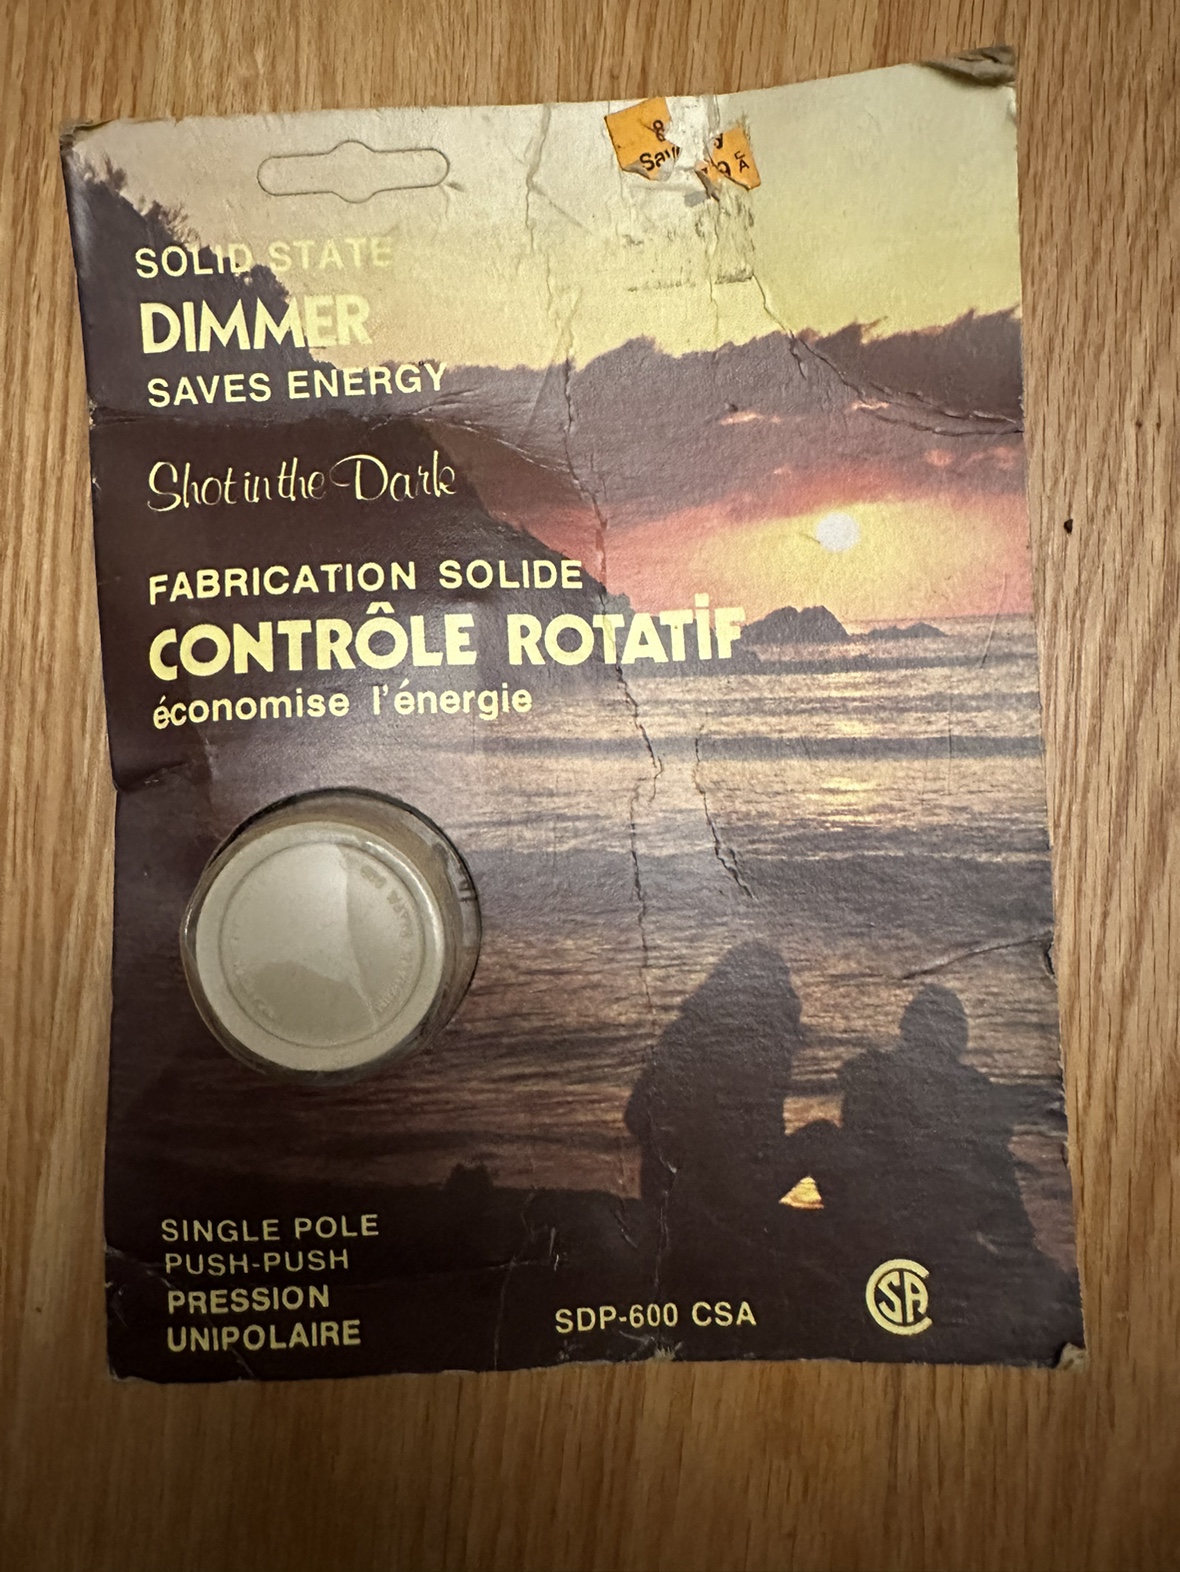 SOLID STATE
DIMMER
SAVES ENERGY
Shot in the Dark
FABRICATION SOLIDE
CONTRÔLE ROTATIF
économise l'énergie
SINGLE POLE
PUSH-PUSH
PRESSION
UNIPOLAIRE
SDP-600 CSA
CSA